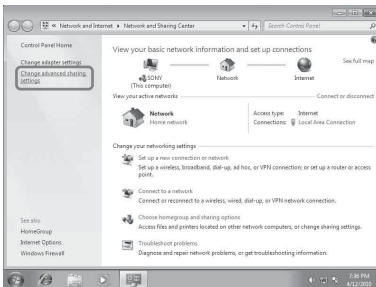 « Network and Internet ▸ Network and Sharing Center
Search Control Panel
Control Panel Home
Change adapter settings
Change advanced sharing settings
View your basic network information and set up connections
See full map
SONY
(This computer)
Network
Internet
View your active networks
Connect or disconnect
Network
Home network
Access type: Internet
Connections: Local Area Connection
Change your networking settings
Set up a new connection or network
Set up a wireless, broadband, dial-up, ad hoc, or VPN connection; or set up a router or access
point.
Connect to a network
Connect or reconnect to a wireless, wired, dial-up, or VPN network connection.
Choose homegroup and sharing options
Access files and printers located on other network computers, or change sharing settings.
Troubleshoot problems
Diagnose and repair network problems, or get troubleshooting information.
See also
HomeGroup
Internet Options
Windows Firewall
7:36 PM
4/12/2010